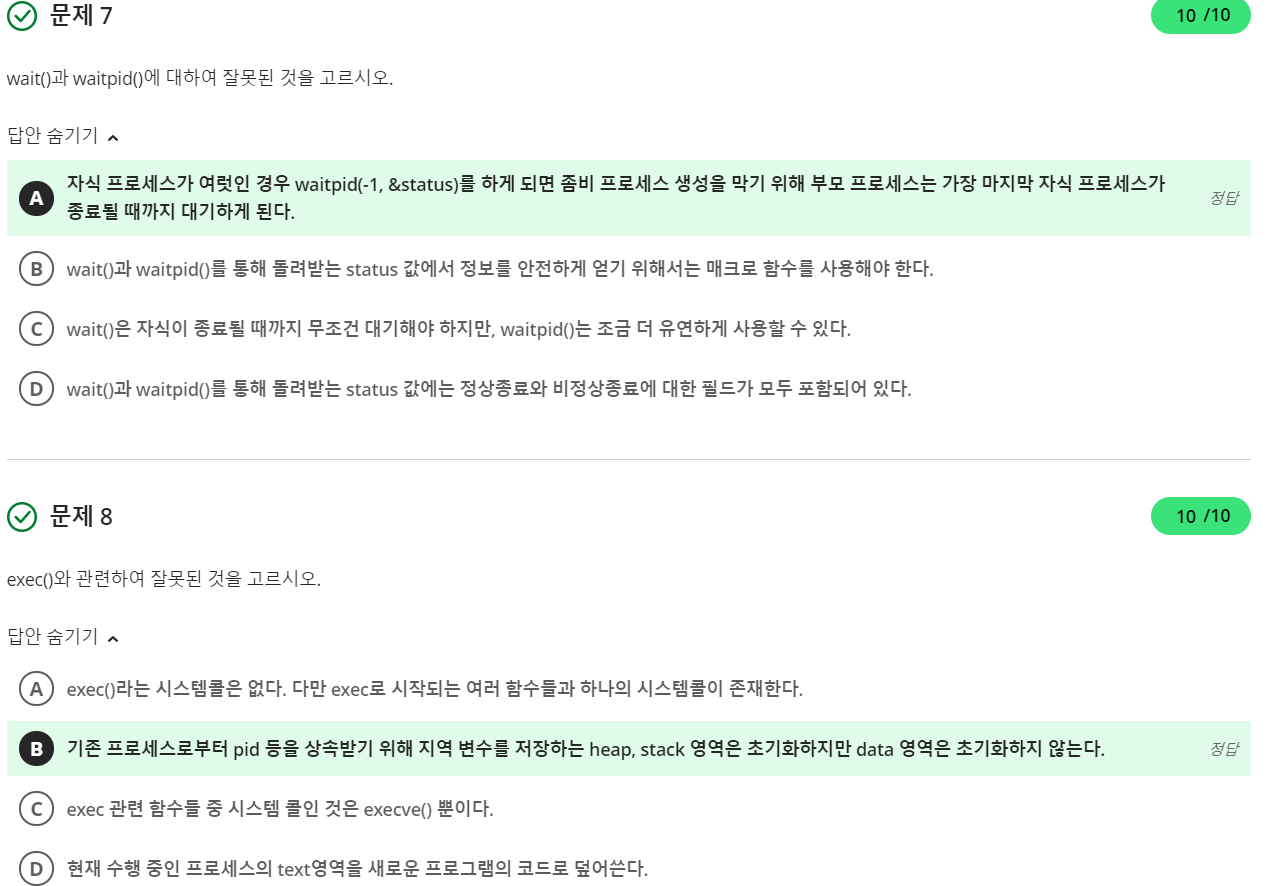 문제 7
10 /10
wait()과 waitpid()에 대하여 잘못된 것을 고르시오.
답안 숨기기
A 자식 프로세스가 여럿인 경우 waitpid(-1, &status)를 하게 되면 좀비 프로세스 생성을 막기 위해 부모 프로세스는 가장 마지막 자식 프로세스가
종료될 때까지 대기하게 된다.
정답
B wait()과 waitpid()를 통해 돌려받는 status 값에서 정보를 안전하게 얻기 위해서는 매크로 함수를 사용해야 한다.
C wait()은 자식이 종료될 때까지 무조건 대기해야 하지만, waitpid()는 조금 더 유연하게 사용할 수 있다.
D wait()과 waitpid()를 통해 돌려받는 status 값에는 정상종료와 비정상종료에 대한 필드가 모두 포함되어 있다.
문제 8
10 /10
exec()와 관련하여 잘못된 것을 고르시오.
답안 숨기기
A exec()라는 시스템콜은 없다. 다만 exec로 시작되는 여러 함수들과 하나의 시스템콜이 존재한다.
B 기존 프로세스로부터 pid 등을 상속받기 위해 지역 변수를 저장하는 heap, stack 영역은 초기화하지만 data 영역은 초기화하지 않는다.
정답
C exec 관련 함수들 중 시스템 콜인 것은 execve() 뿐이다.
D 현재 수행 중인 프로세스의 text영역을 새로운 프로그램의 코드로 덮어쓴다.